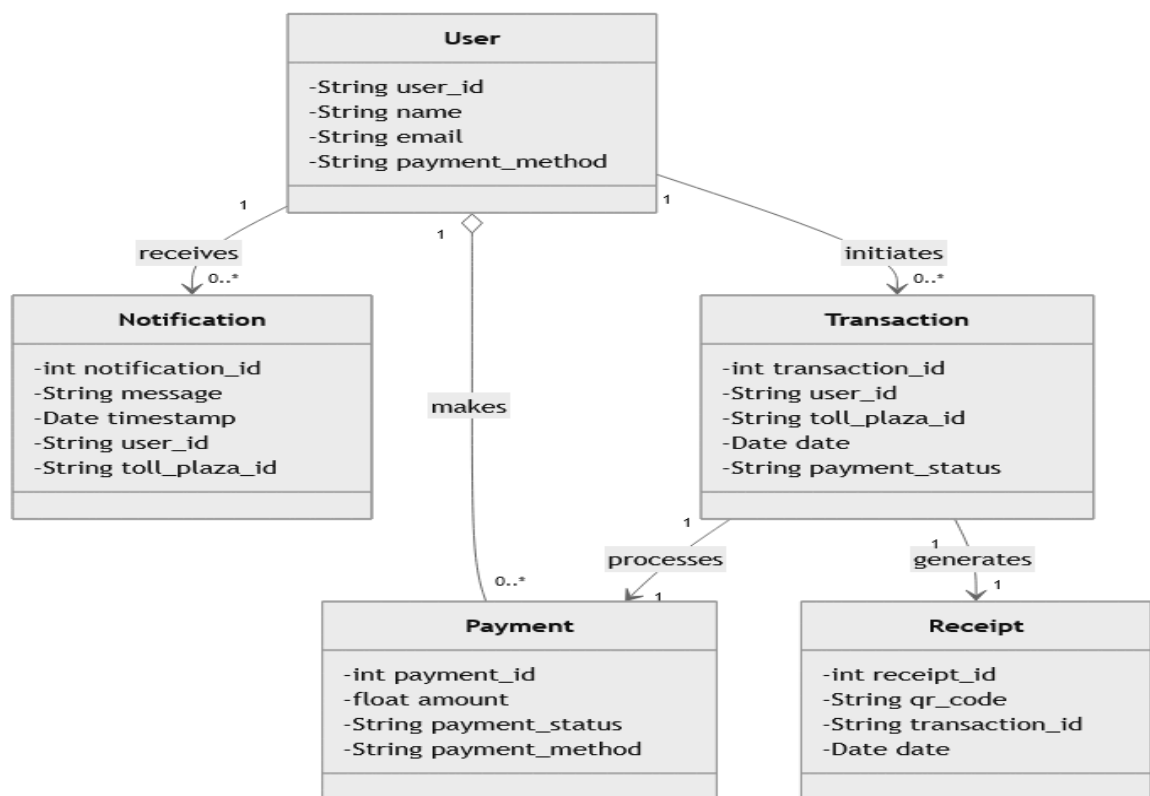 User
-String user_id
-String name
-String email
-String payment_method
1
1
1
receives
initiates
0..*
0..*
Notification
-int notification_id
-String message
-Date timestamp
-String user_id
-String toll_plaza_id
makes
Transaction
-int transaction_id
-String user_id
-String toll_plaza_id
-Date date
-String payment_status
1
1
processes
generates
0..*
1
1
Payment
-int payment_id
-float amount
-String payment_status
-String payment_method
Receipt
-int receipt_id
-String qr_code
-String transaction_id
-Date date